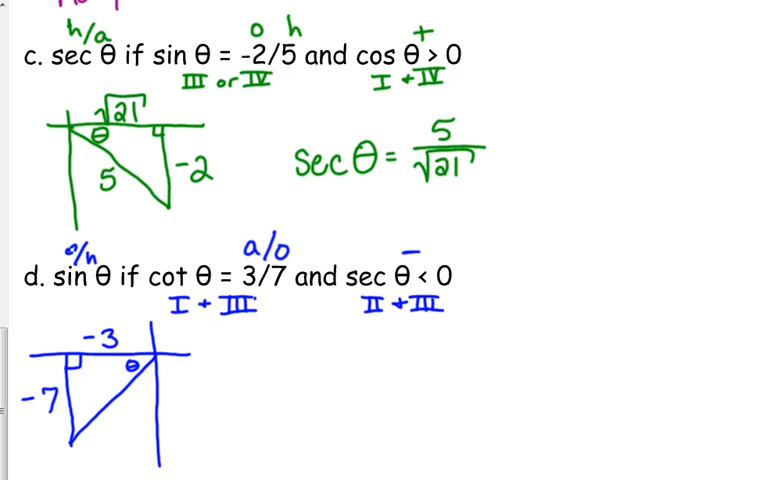 h/a o h +
c. sec θ if sin θ = -2/5 and cos θ > 0
III or IV I + IV
√21
θ
5 -2
sec θ = 5/√21
o/h a/o −
d. sin θ if cot θ = 3/7 and sec θ < 0
I + III II + III
-3
θ
-7